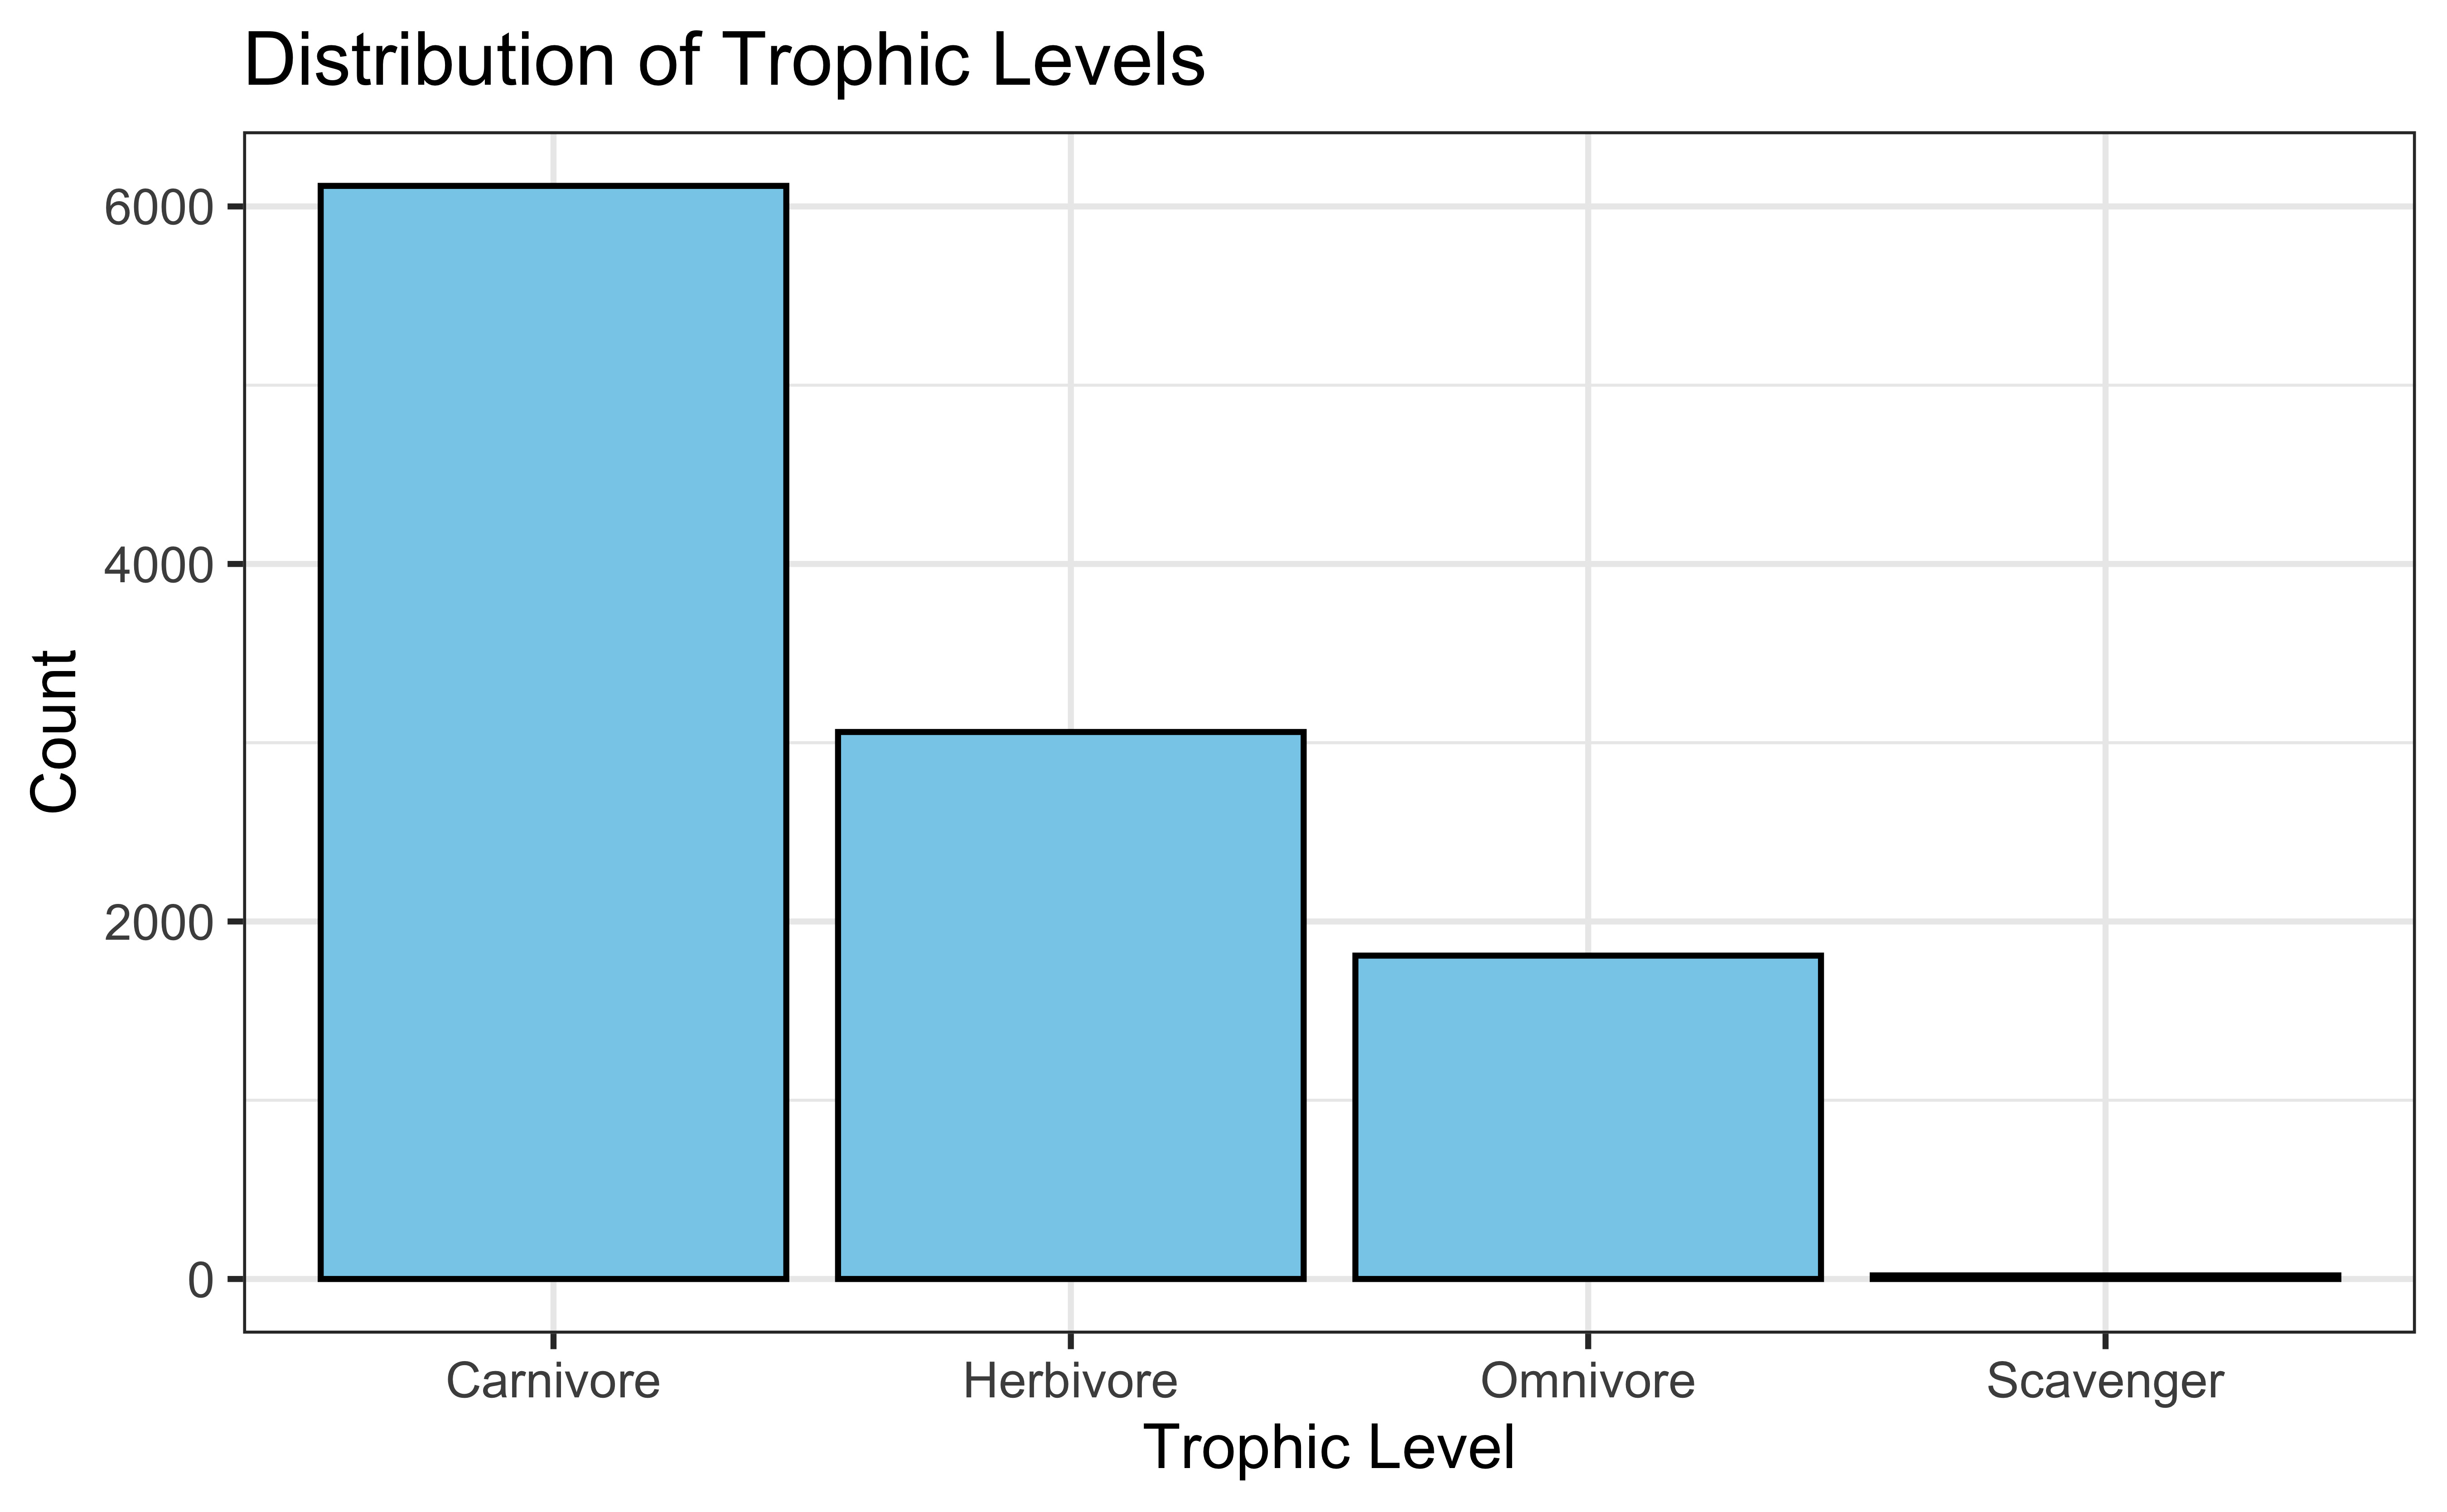 Distribution of Trophic Levels
Count
6000
4000
2000
0
Carnivore Herbivore Omnivore Scavenger
Trophic Level